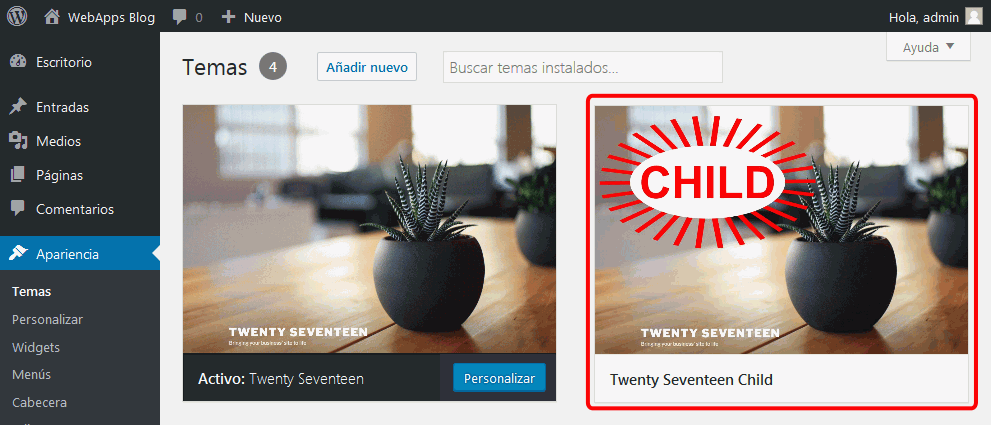 WebApps Blog
0
Nuevo
Hola, admin
Escritorio
Entradas
Medios
Páginas
Comentarios
Apariencia
Temas
Personalizar
Widgets
Menús
Cabecera
Ayuda
Temas 4
Añadir nuevo
Buscar temas instalados...
TWENTY SEVENTEEN
Bringing your business' site to life
Activo: Twenty Seventeen
Personalizar
CHILD
TWENTY SEVENTEEN
Bringing your business' site to life
Twenty Seventeen Child